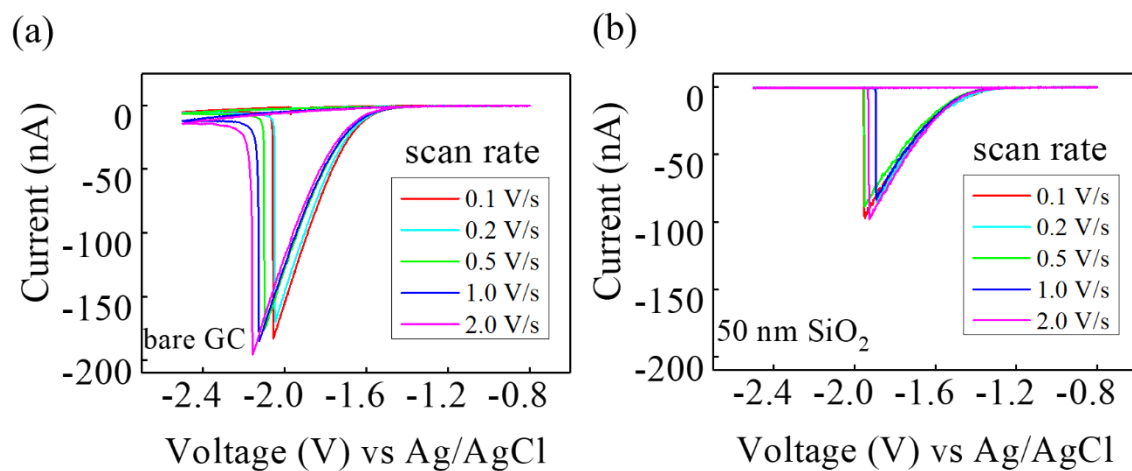 (a)
Current (nA)
0
-50
-100
-150
-200
scan rate
0.1 V/s
0.2 V/s
0.5 V/s
1.0 V/s
2.0 V/s
bare GC
-2.4 -2.0 -1.6 -1.2 -0.8
Voltage (V) vs Ag/AgCl
(b)
Current (nA)
0
-50
-100
-150
-200
scan rate
0.1 V/s
0.2 V/s
0.5 V/s
1.0 V/s
2.0 V/s
50 nm SiO₂
-2.4 -2.0 -1.6 -1.2 -0.8
Voltage (V) vs Ag/AgCl